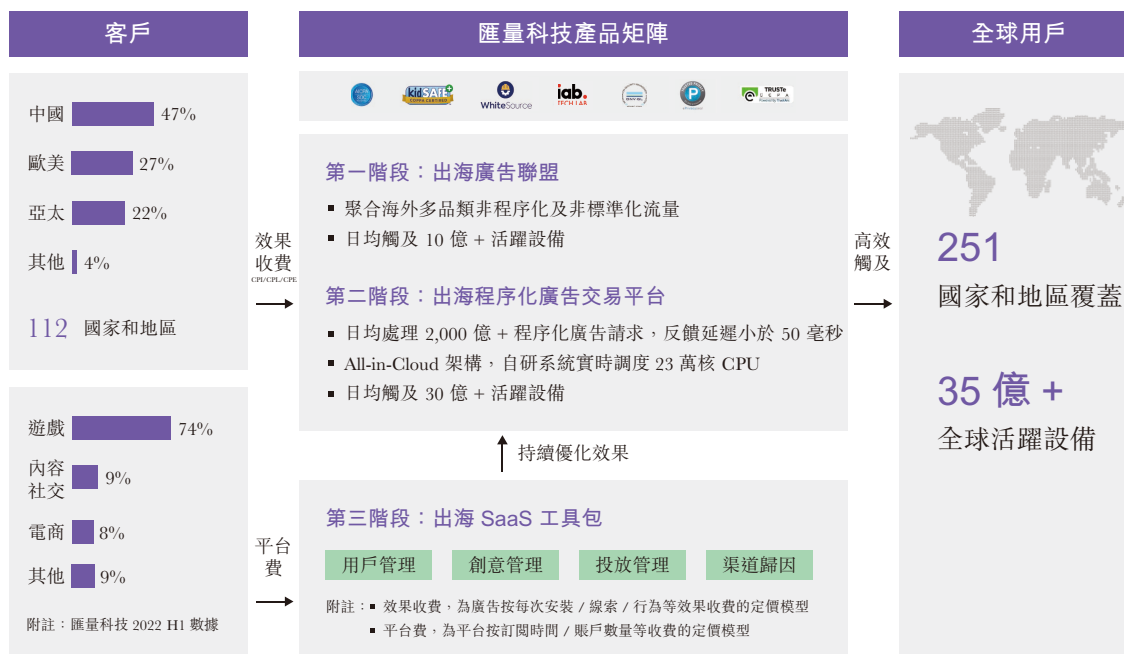 客戶
中國 47%
歐美 27%
亞太 22%
其他 4%
112 國家和地區
遊戲 74%
內容
社交 9%
電商 8%
其他 9%
附註：匯量科技 2022 H1 數據
效果
收費
CPI/CPL/CPE
平台
費
匯量科技產品矩陣
kidSAFE
COPPA CERTIFIED
WhiteSource
iab.
TECH LAB
P
TRUSTe
第一階段：出海廣告聯盟
▪ 聚合海外多品類非程序化及非標準化流量
▪ 日均觸及 10 億 + 活躍設備
第二階段：出海程序化廣告交易平台
▪ 日均處理 2,000 億 + 程序化廣告請求，反饋延遲小於 50 毫秒
▪ All-in-Cloud 架構，自研系統實時調度 23 萬核 CPU
▪ 日均觸及 30 億 + 活躍設備
持續優化效果
第三階段：出海 SaaS 工具包
用戶管理 創意管理 投放管理 渠道歸因
附註：▪ 效果收費，為廣告按每次安裝 / 線索 / 行為等效果收費的定價模型
▪ 平台費，為平台按訂閱時間 / 賬戶數量等收費的定價模型
高效
觸及
全球用戶
251
國家和地區覆蓋
35 億 +
全球活躍設備